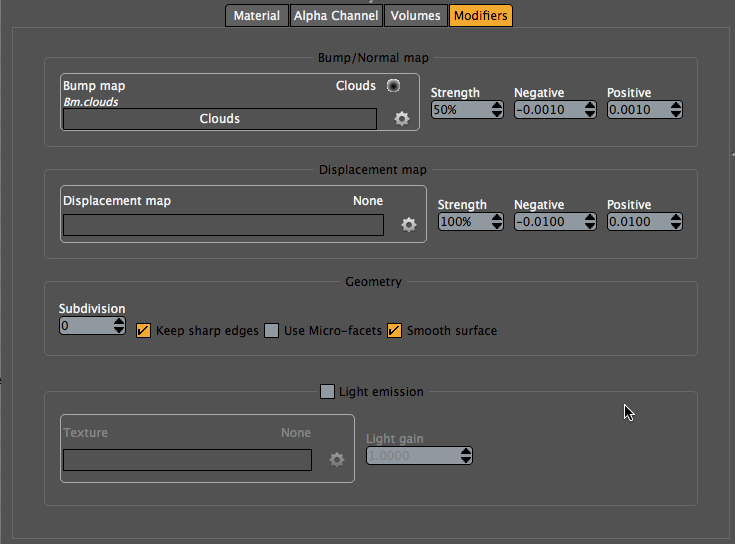 Material Alpha Channel Volumes Modifiers
Bump/Normal map
Bump map Clouds
Bm.clouds
Clouds
Strength Negative Positive
50% -0.0010 0.0010
Displacement map
Displacement map None
Strength Negative Positive
100% -0.0100 0.0100
Geometry
Subdivision
0 Keep sharp edges Use Micro-facets Smooth surface
Light emission
Texture None
Light gain
1.0000